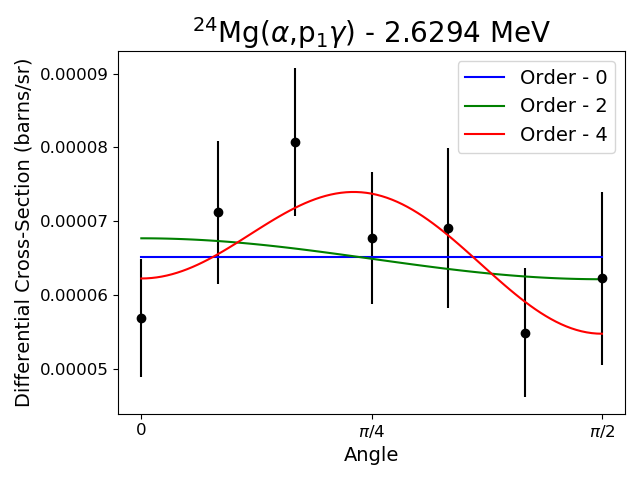 ²⁴Mg(α,p₁γ) - 2.6294 MeV
Differential Cross-Section (barns/sr)
0.00009
0.00008
0.00007
0.00006
0.00005
Order - 0
Order - 2
Order - 4
0
π/4
π/2
Angle